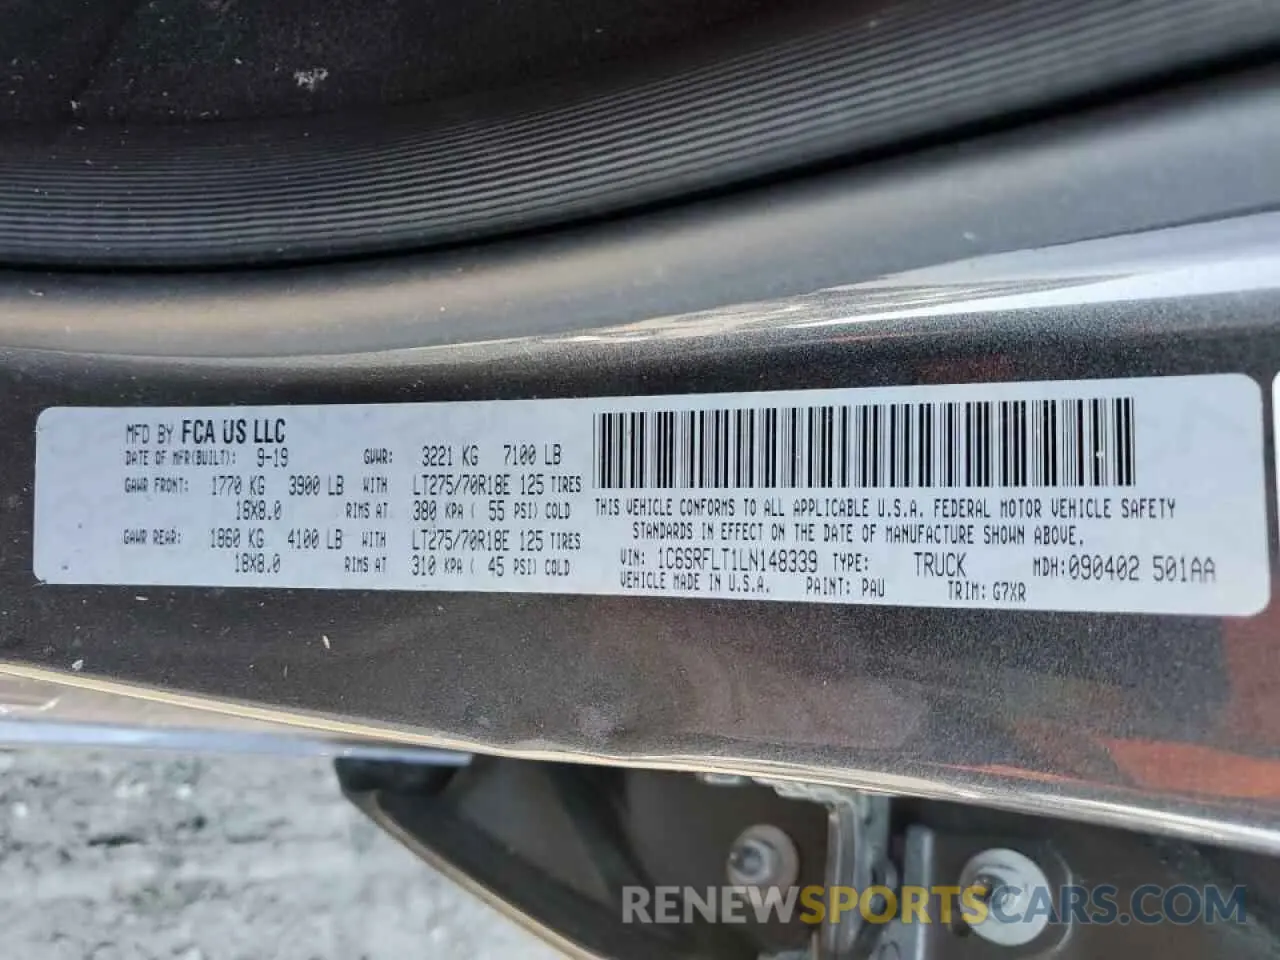 MFD BY FCA US LLC
DATE OF MFR(BUILT): 9-19 GVWR: 3221 KG 7100 LB
GAWR FRONT: 1770 KG 3900 LB WITH LT275/70R18E 125 TIRES
18X8.0 RIMS AT 380 KPA ( 55 PSI) COLD
GAWR REAR: 1860 KG 4100 LB WITH LT275/70R18E 125 TIRES
18X8.0 RIMS AT 310 KPA ( 45 PSI) COLD
THIS VEHICLE CONFORMS TO ALL APPLICABLE U.S.A. FEDERAL MOTOR VEHICLE SAFETY
STANDARDS IN EFFECT ON THE DATE OF MANUFACTURE SHOWN ABOVE.
VIN: 1C6SRFLT1LN148339 TYPE: TRUCK MDH:090402 501AA
VEHICLE MADE IN U.S.A. PAINT: PAU TRIM: G7XR
RENEWSPORTSCARS.COM